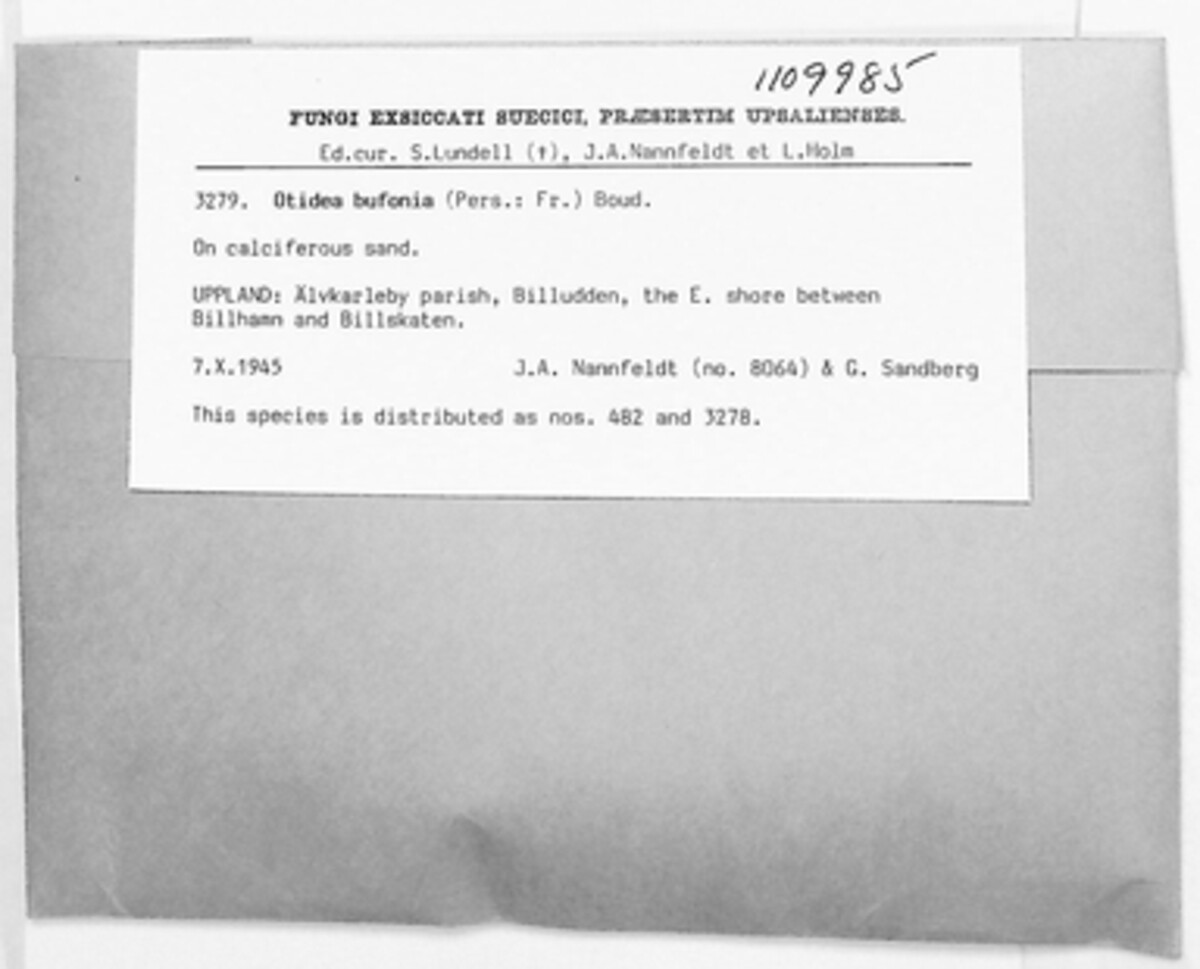 1109985
FUNGI EXSICCATI SUECICI, PRÆSERTIM UPSALIENSES.
Ed.cur. S.Lundell (†), J.A.Nannfeldt et L.Holm
3279. Otidea bufonia (Pers.: Fr.) Boud.
On calciferous sand.
UPPLAND: Älvkarleby parish, Billudden, the E. shore between
Billhamn and Billskaten.
7.X.1945 J.A. Nannfeldt (no. 8064) & G. Sandberg
This species is distributed as nos. 482 and 3278.